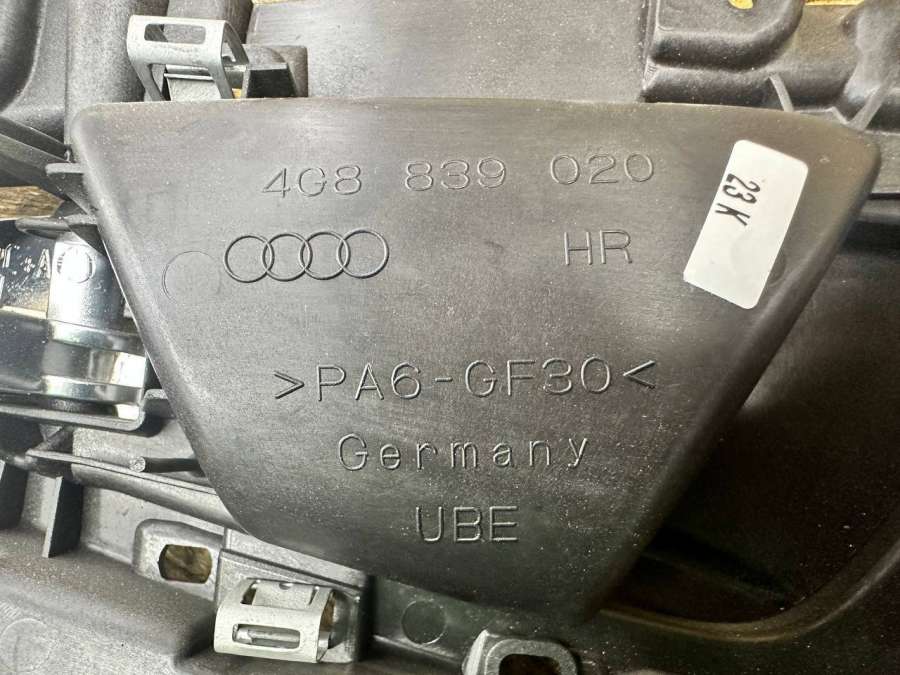 4G8 839 020
HR
23 K
>PA6-GF30<
Germany
UBE